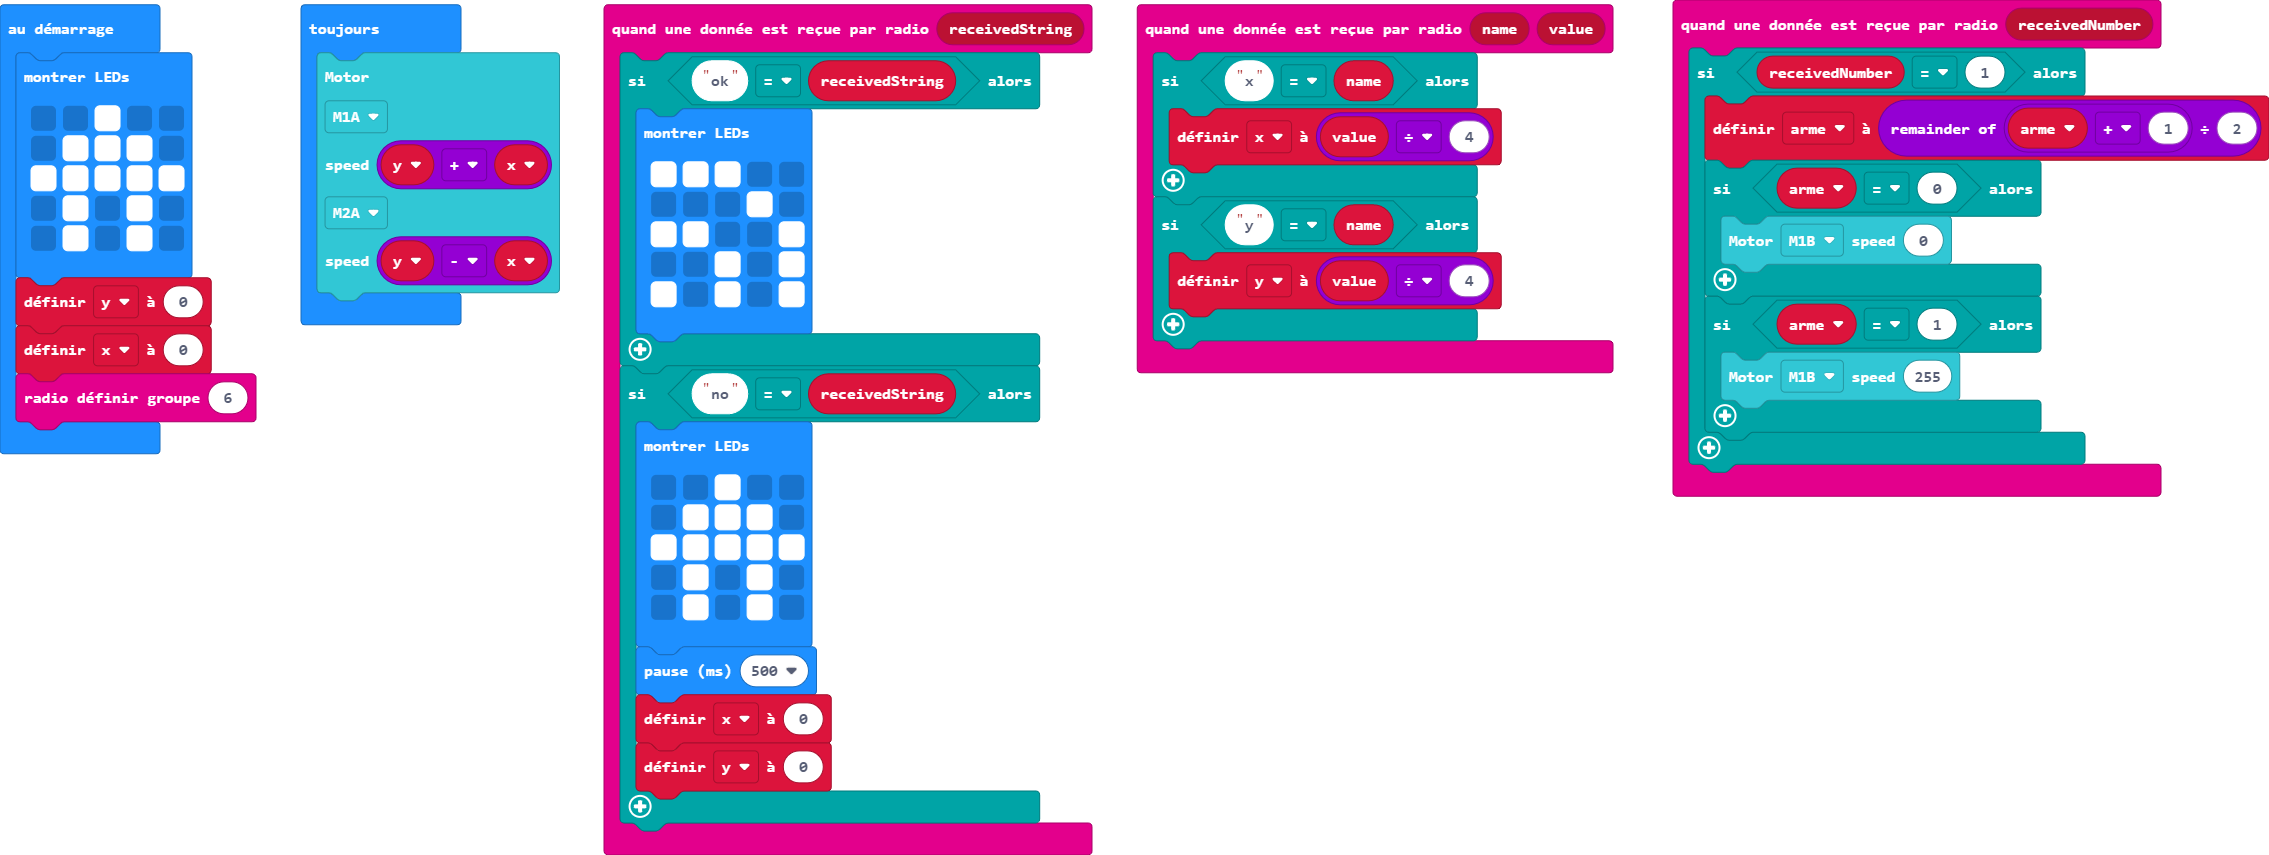 au démarrage
montrer LEDs
définir y à 0
définir x à 0
radio définir groupe 6
toujours
Motor
M1A
speed y + x
M2A
speed y - x
quand une donnée est reçue par radio receivedString
si "ok" = receivedString alors
montrer LEDs
si "no" = receivedString alors
montrer LEDs
pause (ms) 500
définir x à 0
définir y à 0
quand une donnée est reçue par radio name value
si "x" = name alors
définir x à value ÷ 4
si "y" = name alors
définir y à value ÷ 4
quand une donnée est reçue par radio receivedNumber
si receivedNumber = 1 alors
définir arme à remainder of arme + 1 ÷ 2
si arme = 0 alors
Motor M1B speed 0
si arme = 1 alors
Motor M1B speed 255